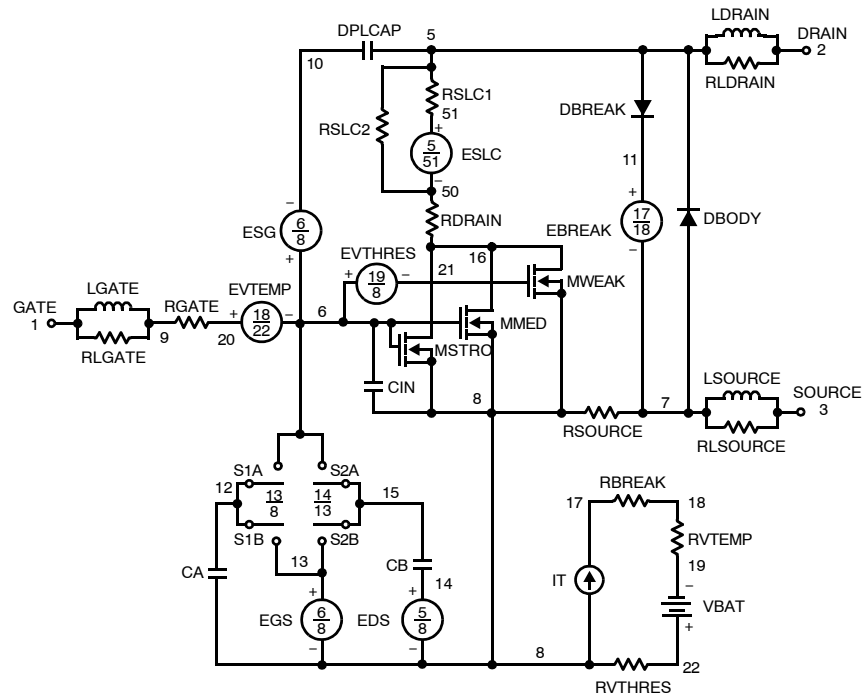 LDRAIN
DPLCAP 5 DRAIN
10 2
RLDRAIN
RSLC1
51
DBREAK
RSLC2
+
5
51
ESLC
11
–
50
–
+
17
18
DBODY
RDRAIN
EBREAK
6
8
ESG
EVTHRES
16
–
+
+ 19
8
– 21
MWEAK
LGATE
EVTEMP
GATE
1
RGATE
+ 18
22
– 6
MMED
9 20
MSTRO
RLGATE
LSOURCE
CIN
8 7
SOURCE
3
RSOURCE
RLSOURCE
S1A S2A
12
13
8
14
13
15
RBREAK
17 18
S1B S2B
RVTEMP
13
CB
19
CA
14
IT
–
+ +
VBAT
EGS 6
8
EDS 5
8
+
– –
8
22
RVTHRES